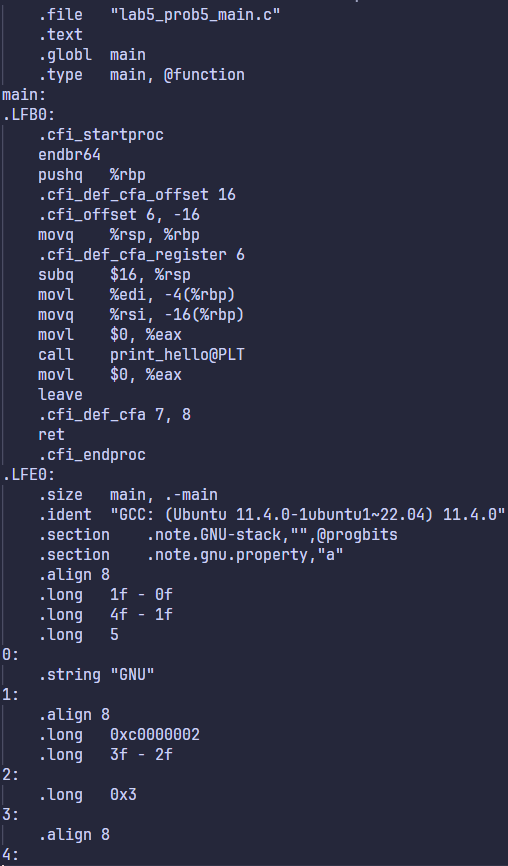 .file "lab5_prob5_main.c"
.text
.globl main
.type main, @function
main:
.LFB0:
.cfi_startproc
endbr64
pushq %rbp
.cfi_def_cfa_offset 16
.cfi_offset 6, -16
movq %rsp, %rbp
.cfi_def_cfa_register 6
subq $16, %rsp
movl %edi, -4(%rbp)
movq %rsi, -16(%rbp)
movl $0, %eax
call print_hello@PLT
movl $0, %eax
leave
.cfi_def_cfa 7, 8
ret
.cfi_endproc
.LFE0:
.size main, .-main
.ident "GCC: (Ubuntu 11.4.0-1ubuntu1~22.04) 11.4.0"
.section .note.GNU-stack,"",@progbits
.section .note.gnu.property,"a"
.align 8
.long 1f - 0f
.long 4f - 1f
.long 5
0:
.string "GNU"
1:
.align 8
.long 0xc0000002
.long 3f - 2f
2:
.long 0x3
3:
.align 8
4: